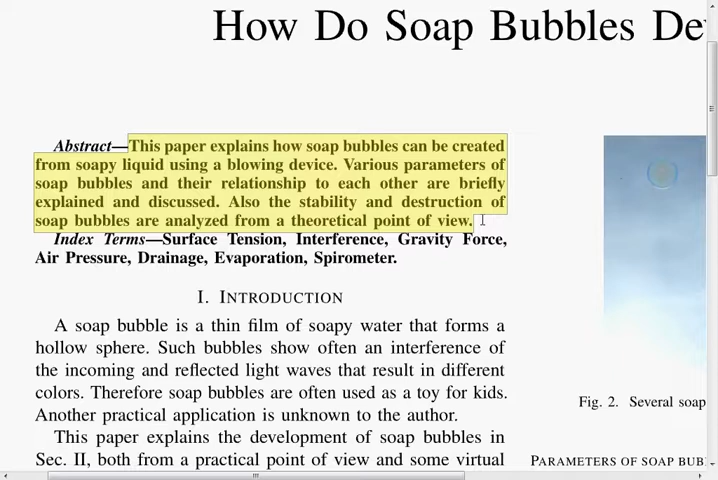 How Do Soap Bubbles
Abstract—This paper explains how soap bubbles can be created
from soapy liquid using a blowing device. Various parameters of
soap bubbles and their relationship to each other are briefly
explained and discussed. Also the stability and destruction of
soap bubbles are analyzed from a theoretical point of view.
Index Terms—Surface Tension, Interference, Gravity Force,
Air Pressure, Drainage, Evaporation, Spirometer.
I. INTRODUCTION
A soap bubble is a thin film of soapy water that forms a
hollow sphere. Such bubbles show often an interference of
the incoming and reflected light waves that result in different
colors. Therefore soap bubbles are often used as a toy for kids.
Another practical application is unknown to the author.
This paper explains the development of soap bubbles in
Sec. II, both from a practical point of view and some virtual
Fig. 2. Several soap
PARAMETERS OF SOAP